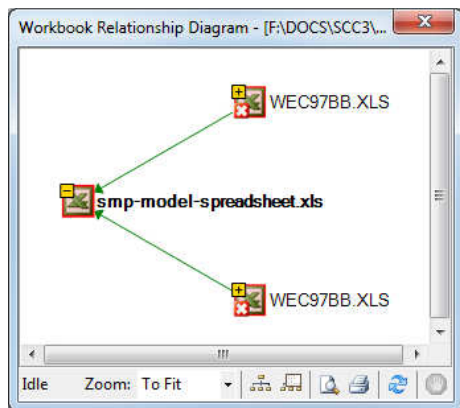 Workbook Relationship Diagram - [F:\DOCS\SCC3\...
WEC97BB.XLS
smp-model-spreadsheet.xls
WEC97BB.XLS
Idle Zoom: To Fit